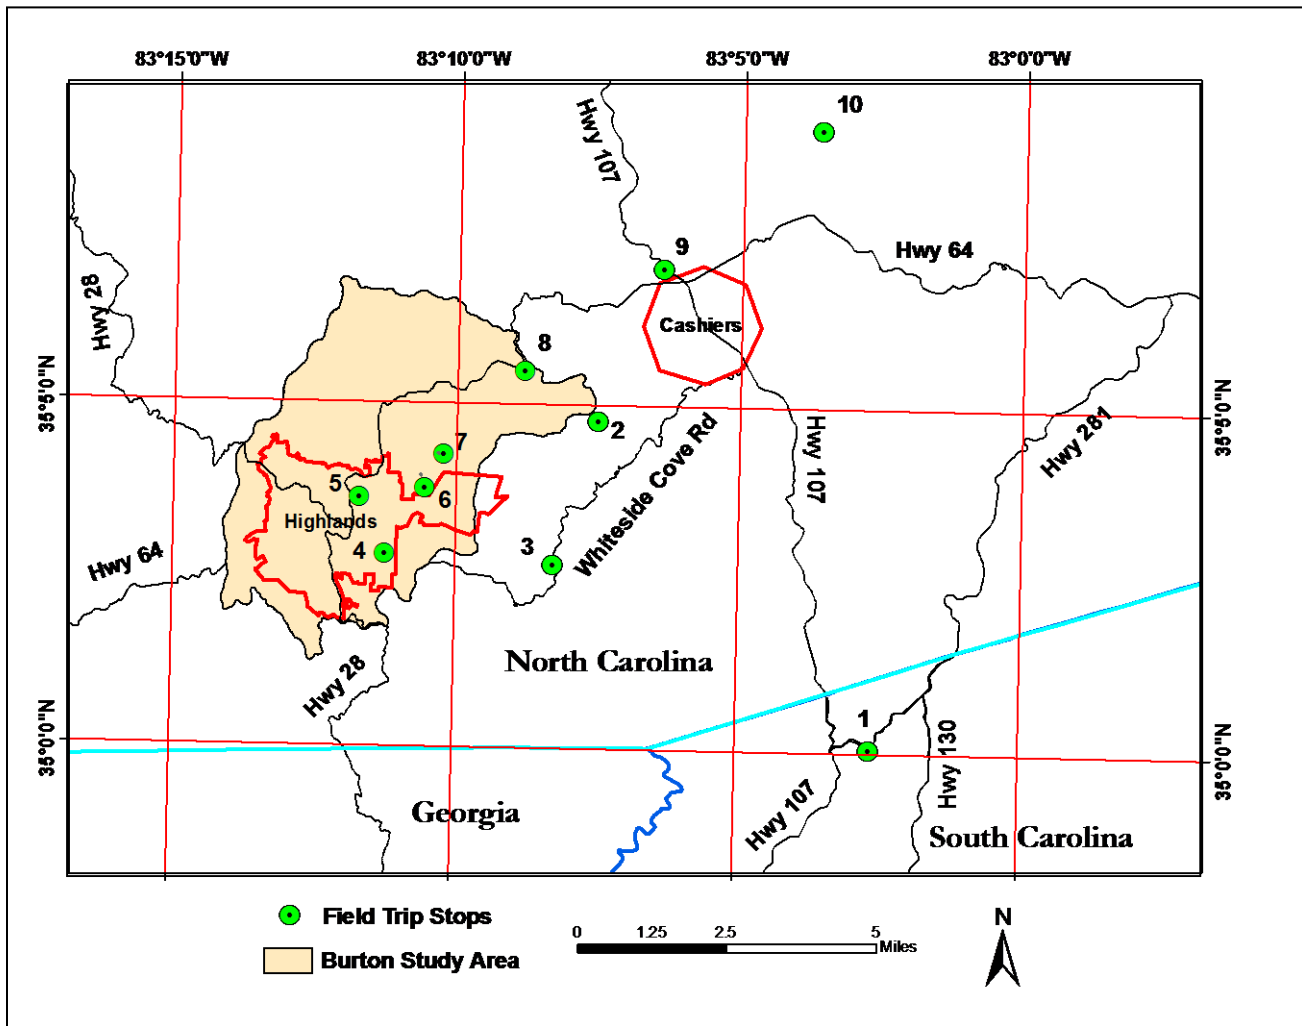 83°15'0"W
83°10'0"W
83°5'0"W
83°0'0"W
10
Hwy 107
9
Hwy 64
Hwy 28
Cashiers
8
35°5'0"N
35°5'0"N
2
Hwy 281
7
Whiteside Cove Rd
Hwy 107
5
6
Highlands
4
3
Hwy 64
North Carolina
Hwy 28
1
35°0'0"N
35°0'0"N
Hwy 130
Hwy 107
Georgia
South Carolina
Field Trip Stops
Burton Study Area
0 1.25 2.5 5
Miles
N